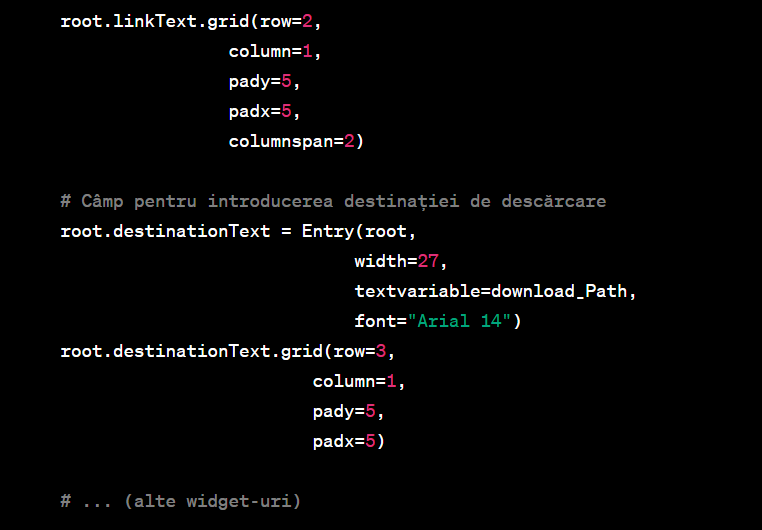 root.linkText.grid(row=2,
column=1,
pady=5,
padx=5,
columnspan=2)
# Câmp pentru introducerea destinației de descărcare
root.destinationText = Entry(root,
width=27,
textvariable=download_Path,
font="Arial 14")
root.destinationText.grid(row=3,
column=1,
pady=5,
padx=5)
# ... (alte widget-uri)